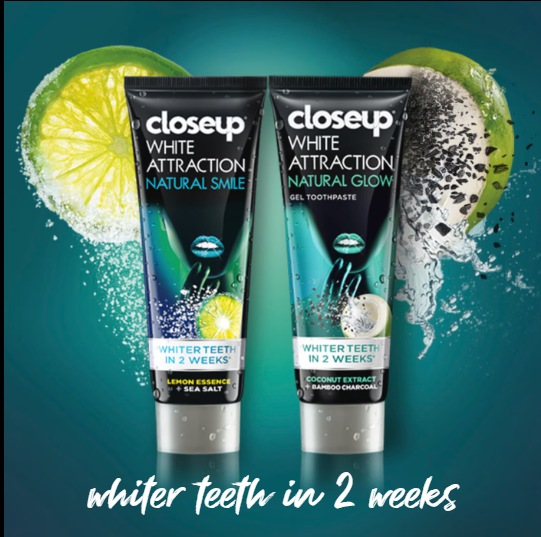 closeup
WHITE
ATTRACTION
NATURAL SMILE
WHITER TEETH
IN 2 WEEKS*
LEMON ESSENCE
+ SEA SALT
closeup
WHITE
ATTRACTION
NATURAL GLOW
GEL TOOTHPASTE
WHITER TEETH
IN 2 WEEKS*
COCONUT EXTRACT
+ BAMBOO CHARCOAL
whiter teeth in 2 weeks